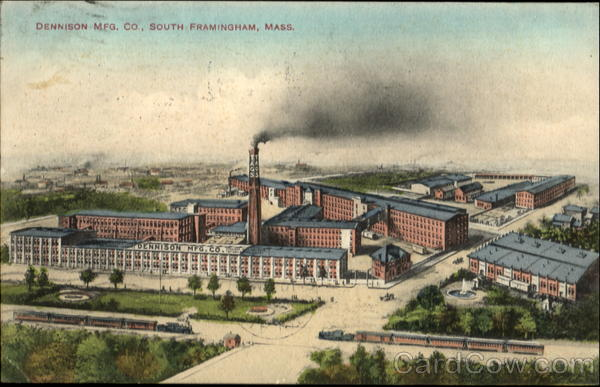 DENNISON MFG. CO., SOUTH FRAMINGHAM, MASS.
DENNISON MFG. CO.
CardCow.com